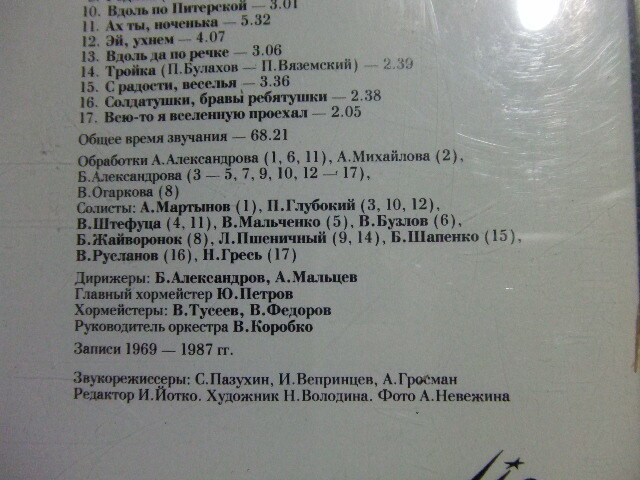 10. Вдоль по Питерской — 3.01
11. Ах ты, ноченька — 5.32
12. Эй, ухнем — 4.07
13. Вдоль да по речке — 3.06
14. Тройка (П.Булахов — П.Вяземский) — 2.39
15. С радости, веселья — 3.36
16. Солдатушки, бравы ребятушки — 2.38
17. Всю-то я вселенную проехал — 2.05
Общее время звучания — 68.21
Обработки А.Александрова (1, 6, 11), А.Михайлова (2),
Б.Александрова (3 — 5, 7, 9, 10, 12 — 17),
В.Огаркова (8)
Солисты: А.Мартынов (1), П.Глубокий (3, 10, 12),
В.Штефуца (4, 11), В.Мальченко (5), В.Бузлов (6),
Б.Жайворонок (8), Л.Пшеничный (9, 14), Б.Шапенко (15),
В.Русланов (16), Н.Гресь (17)
Дирижеры: Б.Александров, А.Мальцев
Главный хормейстер Ю.Петров
Хормейстеры: В.Тусеев, В.Федоров
Руководитель оркестра В.Коробко
Записи 1969 — 1987 гг.
Звукорежиссеры: С.Пазухин, И.Вепринцев, А.Гросман
Редактор И.Йотко. Художник Н.Володина. Фото А.Невежина